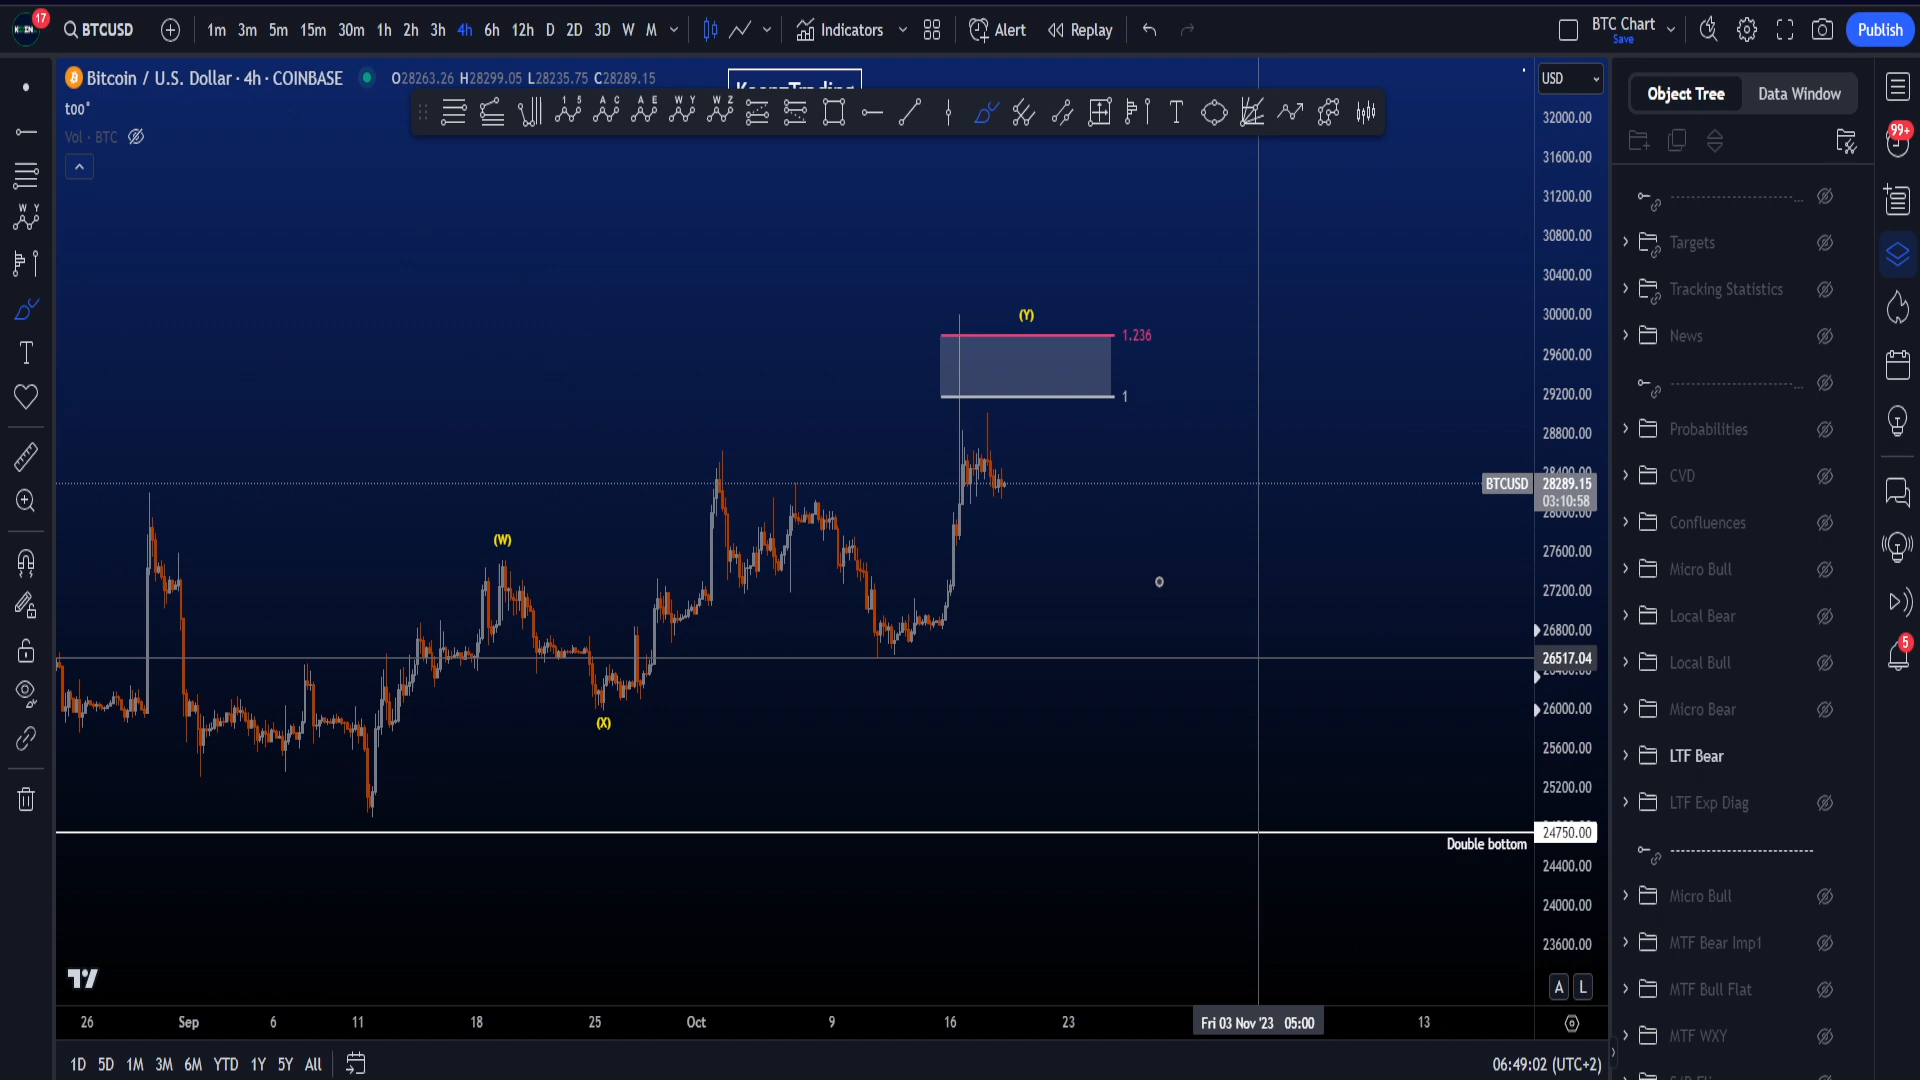 17
BTCUSD
1m 3m 5m 15m 30m 1h 2h 3h 4h 6h 12h D 2D 3D W M
Indicators
Alert
Replay
BTC Chart
Save
Publish
Bitcoin / U.S. Dollar · 4h · COINBASE
O28263.26 H28299.05 L28235.75 C28289.15
too*
Vol · BTC
USD
32000.00
31600.00
31200.00
30800.00
30400.00
30000.00
29600.00
29200.00
28800.00
BTCUSD 28289.15
03:10:58
28000.00
27600.00
27200.00
26800.00
26517.04
26000.00
25600.00
25200.00
24750.00
24400.00
24000.00
23600.00
(Y)
1.236
1
(W)
(X)
Double bottom
A L
26 Sep 6 11 18 25 Oct 9 16 23 Fri 03 Nov '23 05:00 13
1D 5D 1M 3M 6M YTD 1Y 5Y All
06:49:02 (UTC+2)
Object Tree
Data Window
Targets
Tracking Statistics
News
Probabilities
CVD
Confluences
Micro Bull
Local Bear
Local Bull
Micro Bear
LTF Bear
LTF Exp Diag
Micro Bull
MTF Bear Imp1
MTF Bull Flat
MTF WXY
99+
5